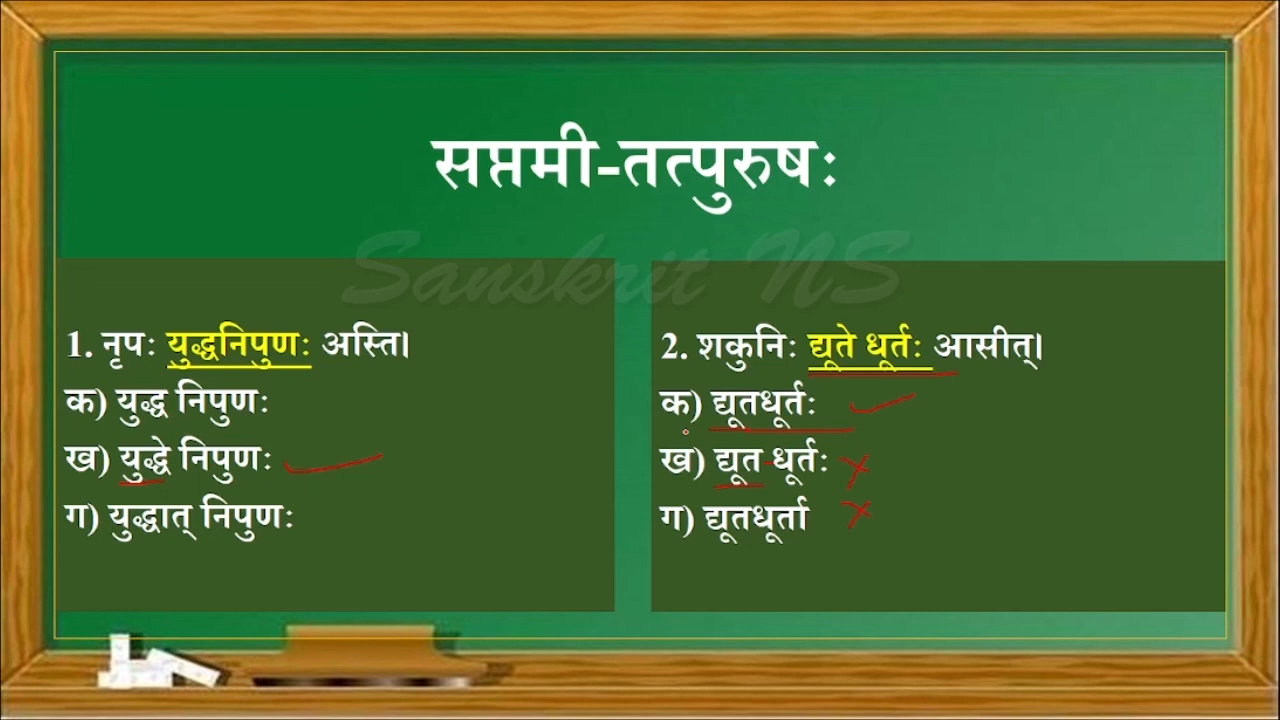 सप्तमी-तत्पुरुषः
Sanskrit NS
1. नृपः युद्धनिपुणः अस्ति।
क) युद्ध निपुणः
ख) युद्धे निपुणः
ग) युद्धात् निपुणः
2. शकुनिः द्यूते धूर्तः आसीत्।
क) द्यूतधूर्तः
ख) द्यूत धूर्तः
ग) द्यूतधूर्ता